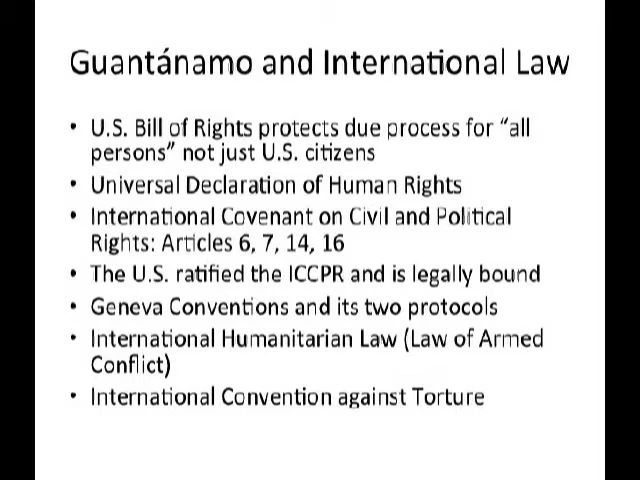 Guantánamo and International Law
• U.S. Bill of Rights protects due process for “all
persons” not just U.S. citizens
• Universal Declaration of Human Rights
• International Covenant on Civil and Political
Rights: Articles 6, 7, 14, 16
• The U.S. ratified the ICCPR and is legally bound
• Geneva Conventions and its two protocols
• International Humanitarian Law (Law of Armed
Conflict)
• International Convention against Torture